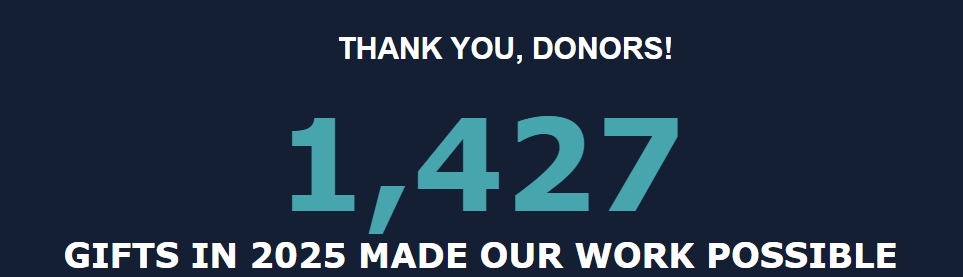 THANK YOU, DONORS!
1,427
GIFTS IN 2025 MADE OUR WORK POSSIBLE